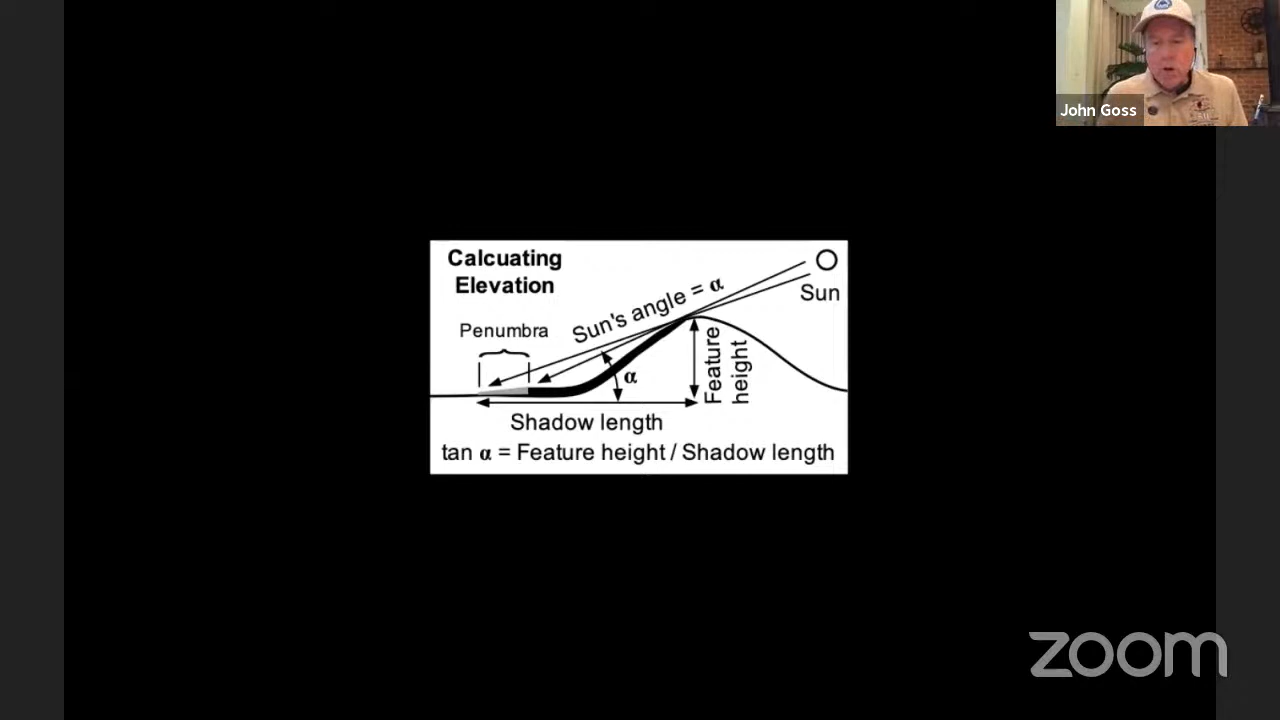 John Goss
Calcuating
Elevation
Sun's angle = α
Sun
Penumbra
α
Feature
height
Shadow length
tan α = Feature height / Shadow length
zoom